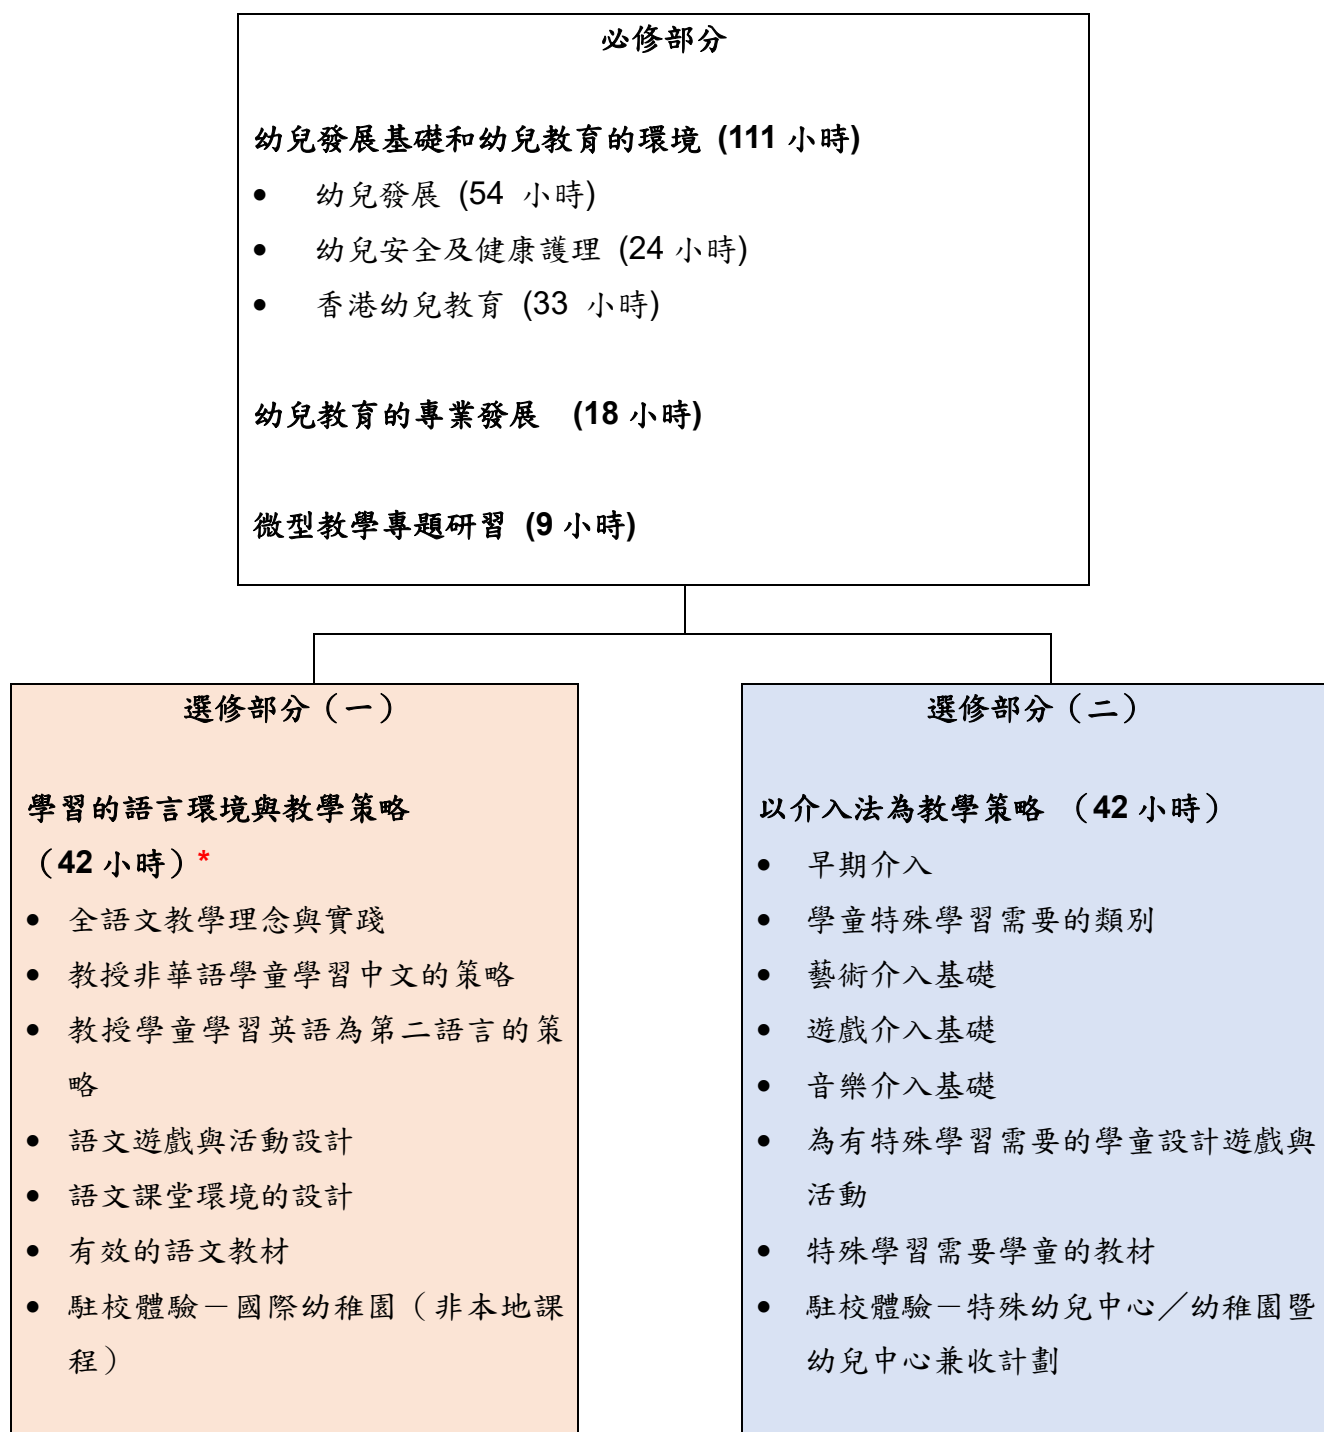 必修部分
幼兒發展基礎和幼兒教育的環境 (111 小時)
• 幼兒發展 (54 小時)
• 幼兒安全及健康護理 (24 小時)
• 香港幼兒教育 (33 小時)
幼兒教育的專業發展 (18 小時)
微型教學專題研習 (9 小時)
選修部分（一）
學習的語言環境與教學策略
（42 小時）*
• 全語文教學理念與實踐
• 教授非華語學童學習中文的策略
• 教授學童學習英語為第二語言的策
略
• 語文遊戲與活動設計
• 語文課堂環境的設計
• 有效的語文教材
• 駐校體驗－國際幼稚園（非本地課
程）
選修部分（二）
以介入法為教學策略 （42 小時）
• 早期介入
• 學童特殊學習需要的類別
• 藝術介入基礎
• 遊戲介入基礎
• 音樂介入基礎
• 為有特殊學習需要的學童設計遊戲與
活動
• 特殊學習需要學童的教材
• 駐校體驗－特殊幼兒中心／幼稚園暨
幼兒中心兼收計劃